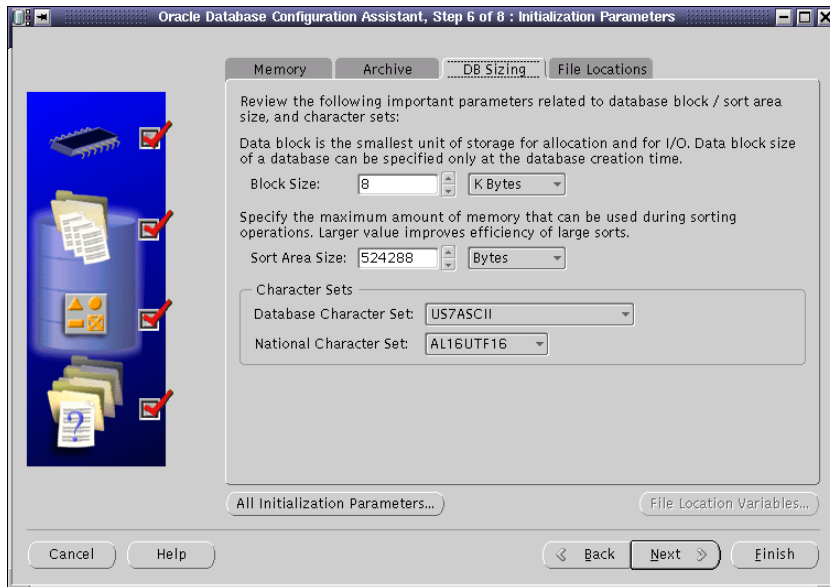 Oracle Database Configuration Assistant, Step 6 of 8 : Initialization Parameters
Memory
Archive
DB Sizing
File Locations
Review the following important parameters related to database block / sort area
size, and character sets:
Data block is the smallest unit of storage for allocation and for I/O. Data block size
of a database can be specified only at the database creation time.
Block Size: 8 K Bytes
Specify the maximum amount of memory that can be used during sorting
operations. Larger value improves efficiency of large sorts.
Sort Area Size: 524288 Bytes
Character Sets
Database Character Set: US7ASCII
National Character Set: AL16UTF16
?
All Initialization Parameters...
File Location Variables...
Cancel
Help
Back
Next
Finish